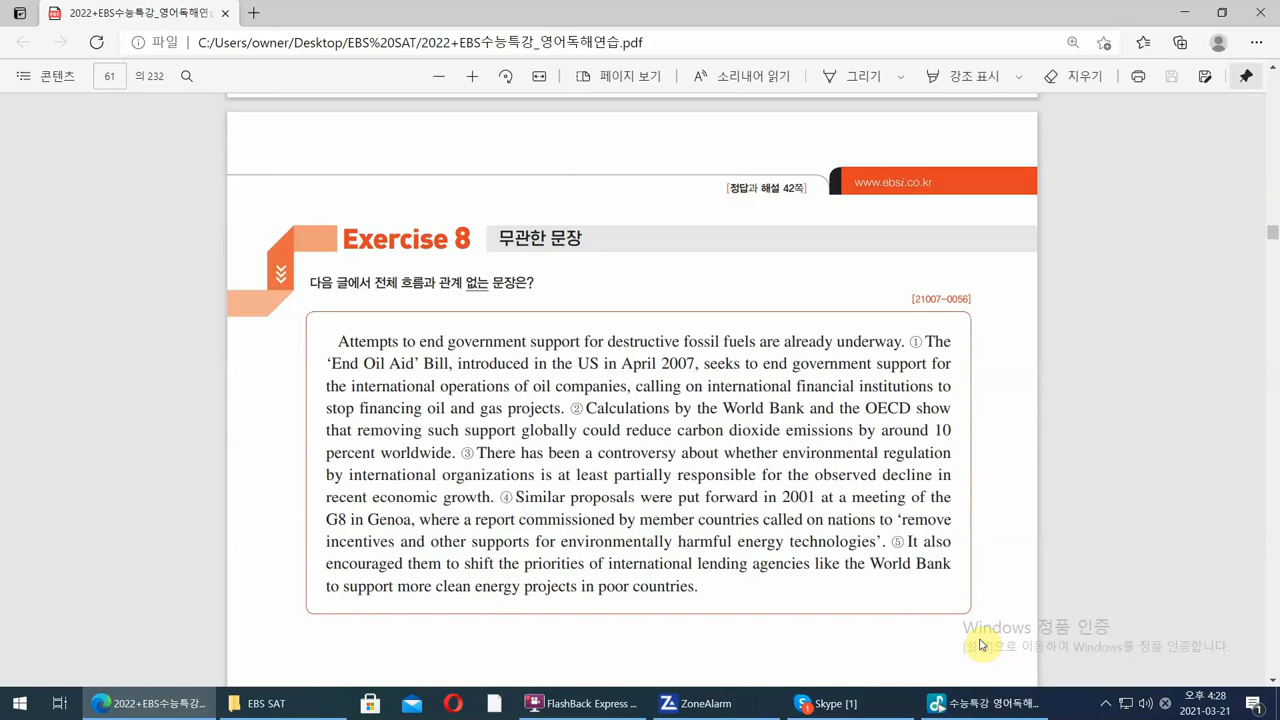 2022+EBS수능특강_영어독해연습
파일 C:/Users/owner/Desktop/EBS%20SAT/2022+EBS수능특강_영어독해연습.pdf
콘텐츠 61 의 232 페이지 보기 소리내어 읽기 그리기 강조 표시 지우기
[정답과 해설 42쪽]
www.ebsi.co.kr
Exercise 8 무관한 문장
다음 글에서 전체 흐름과 관계 없는 문장은?
[21007-0056]
Attempts to end government support for destructive fossil fuels are already underway. ① The
‘End Oil Aid’ Bill, introduced in the US in April 2007, seeks to end government support for
the international operations of oil companies, calling on international financial institutions to
stop financing oil and gas projects. ② Calculations by the World Bank and the OECD show
that removing such support globally could reduce carbon dioxide emissions by around 10
percent worldwide. ③ There has been a controversy about whether environmental regulation
by international organizations is at least partially responsible for the observed decline in
recent economic growth. ④ Similar proposals were put forward in 2001 at a meeting of the
G8 in Genoa, where a report commissioned by member countries called on nations to ‘remove
incentives and other supports for environmentally harmful energy technologies’. ⑤ It also
encouraged them to shift the priorities of international lending agencies like the World Bank
to support more clean energy projects in poor countries.
Windows 정품 인증
[설정]으로 이동하여 Windows를 정품 인증합니다.
2022+EBS수능특강... EBS SAT FlashBack Express ... ZoneAlarm Skype [1] 수능특강 영어독해... 오후 4:28
2021-03-21